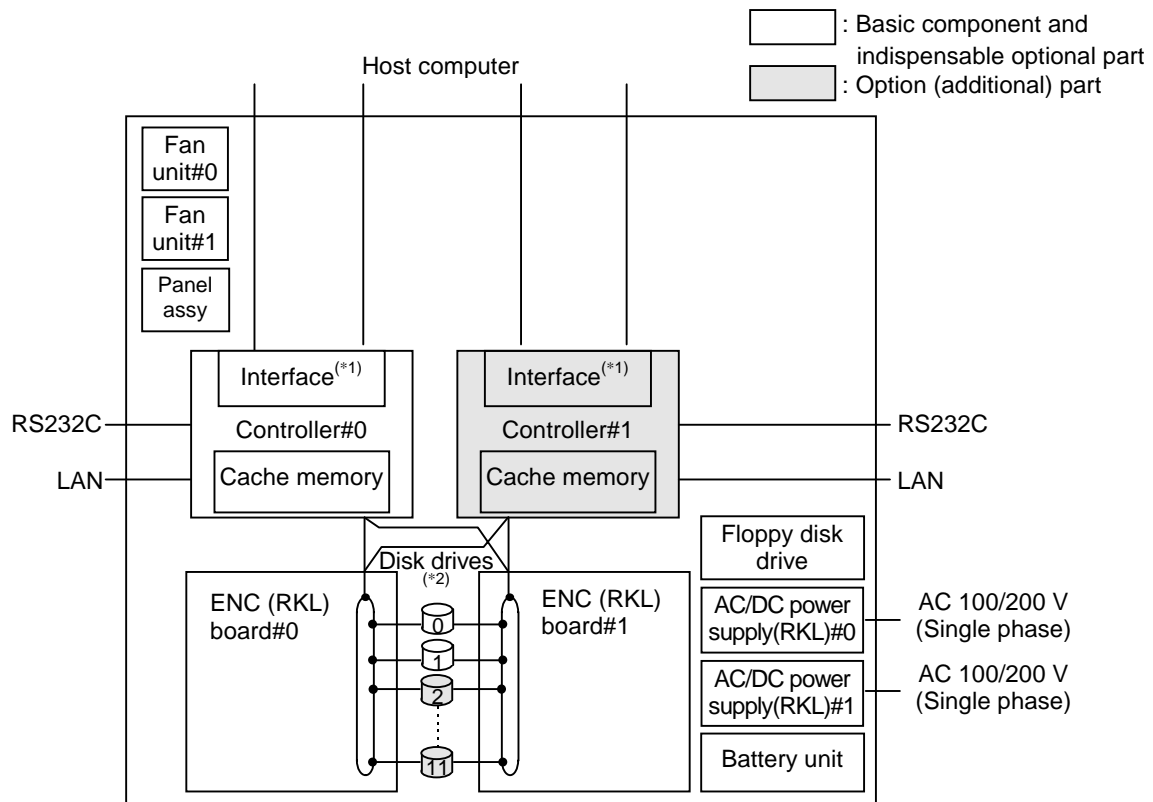 : Basic component and
indispensable optional part
: Option (additional) part
Host computer
Fan
unit#0
Fan
unit#1
Panel
assy
Interface(*1)
Controller#0
Cache memory
Interface(*1)
Controller#1
Cache memory
RS232C
LAN
RS232C
LAN
Disk drives
(*2)
ENC (RKL)
board#0
ENC (RKL)
board#1
0
1
2
11
Floppy disk
drive
AC/DC power
supply(RKL)#0
AC 100/200 V
(Single phase)
AC/DC power
supply(RKL)#1
AC 100/200 V
(Single phase)
Battery unit